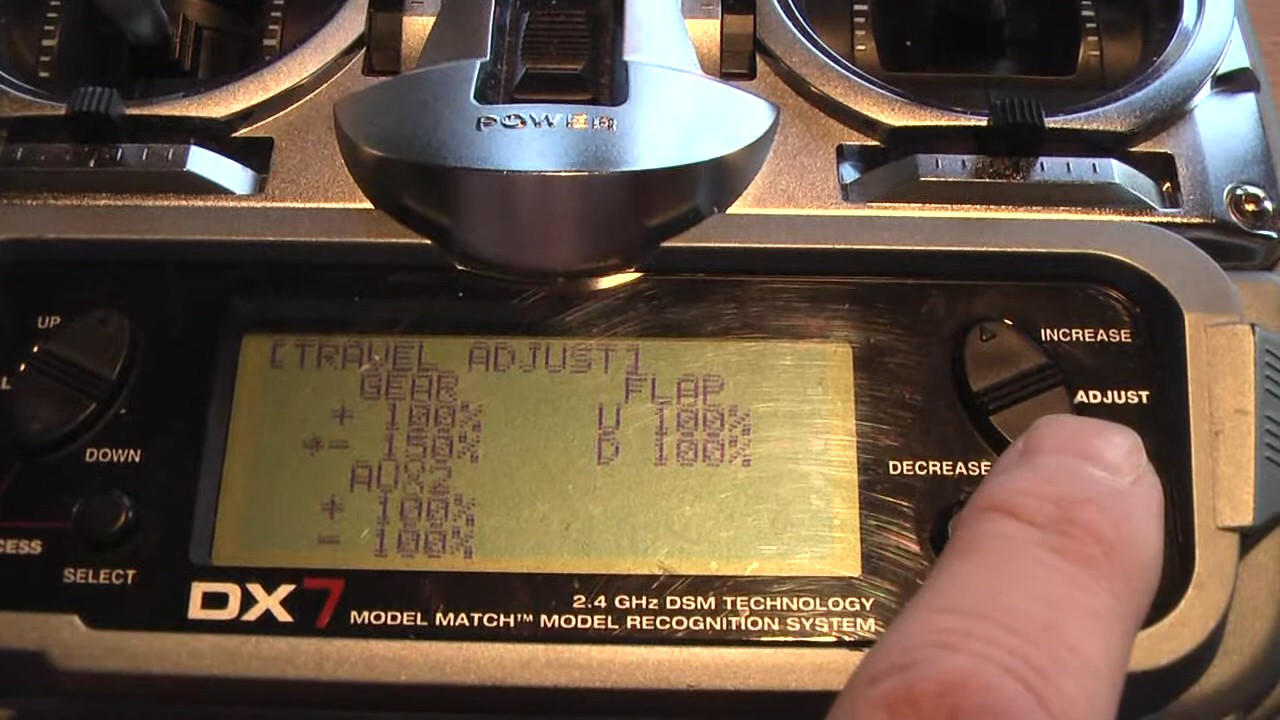 POWER
UP
DOWN
CESS
SELECT
[TRAVEL ADJUST]
GEAR FLAP
+ 100% U 100%
*- 150% D 100%
AUX2
+ 100%
- 100%
INCREASE
ADJUST
DECREASE
DX7
2.4 GHz DSM TECHNOLOGY
MODEL MATCH™ MODEL RECOGNITION SYSTEM